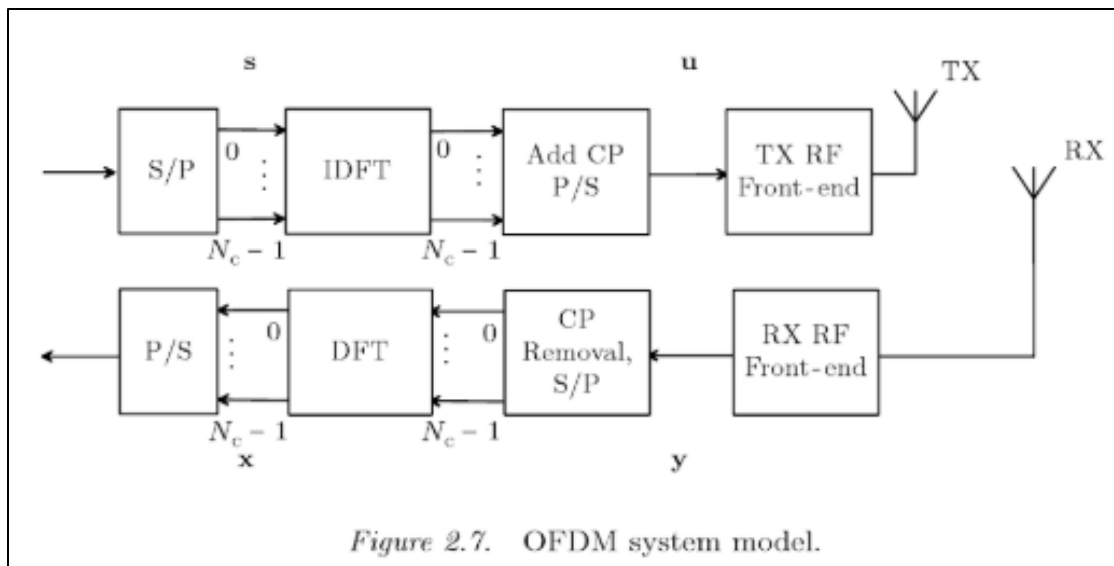 s
u
TX
RX
S/P
0
⋮
N_c − 1
IDFT
0
⋮
N_c − 1
Add CP
P/S
TX RF
Front-end
P/S
0
⋮
N_c − 1
DFT
0
⋮
N_c − 1
CP
Removal,
S/P
RX RF
Front-end
x
y
Figure 2.7. OFDM system model.